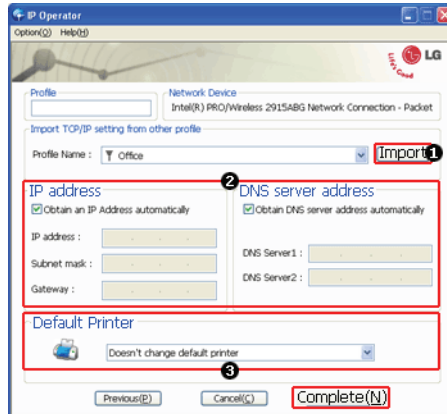 IP Operator
Option(O) Help(H)
LG
Life's Good
Profile
Network Device
Intel(R) PRO/Wireless 2915ABG Network Connection - Packet
Import TCP/IP setting from other profile
Profile Name : Office Import 1
2
IP address DNS server address
Obtain an IP Address automatically Obtain DNS server address automatically
IP address :
DNS Server1 :
Subnet mask :
DNS Server2 :
Gateway :
Default Printer
Doesn't change default printer
3
Previous(P) Cancel(C) Complete(N)